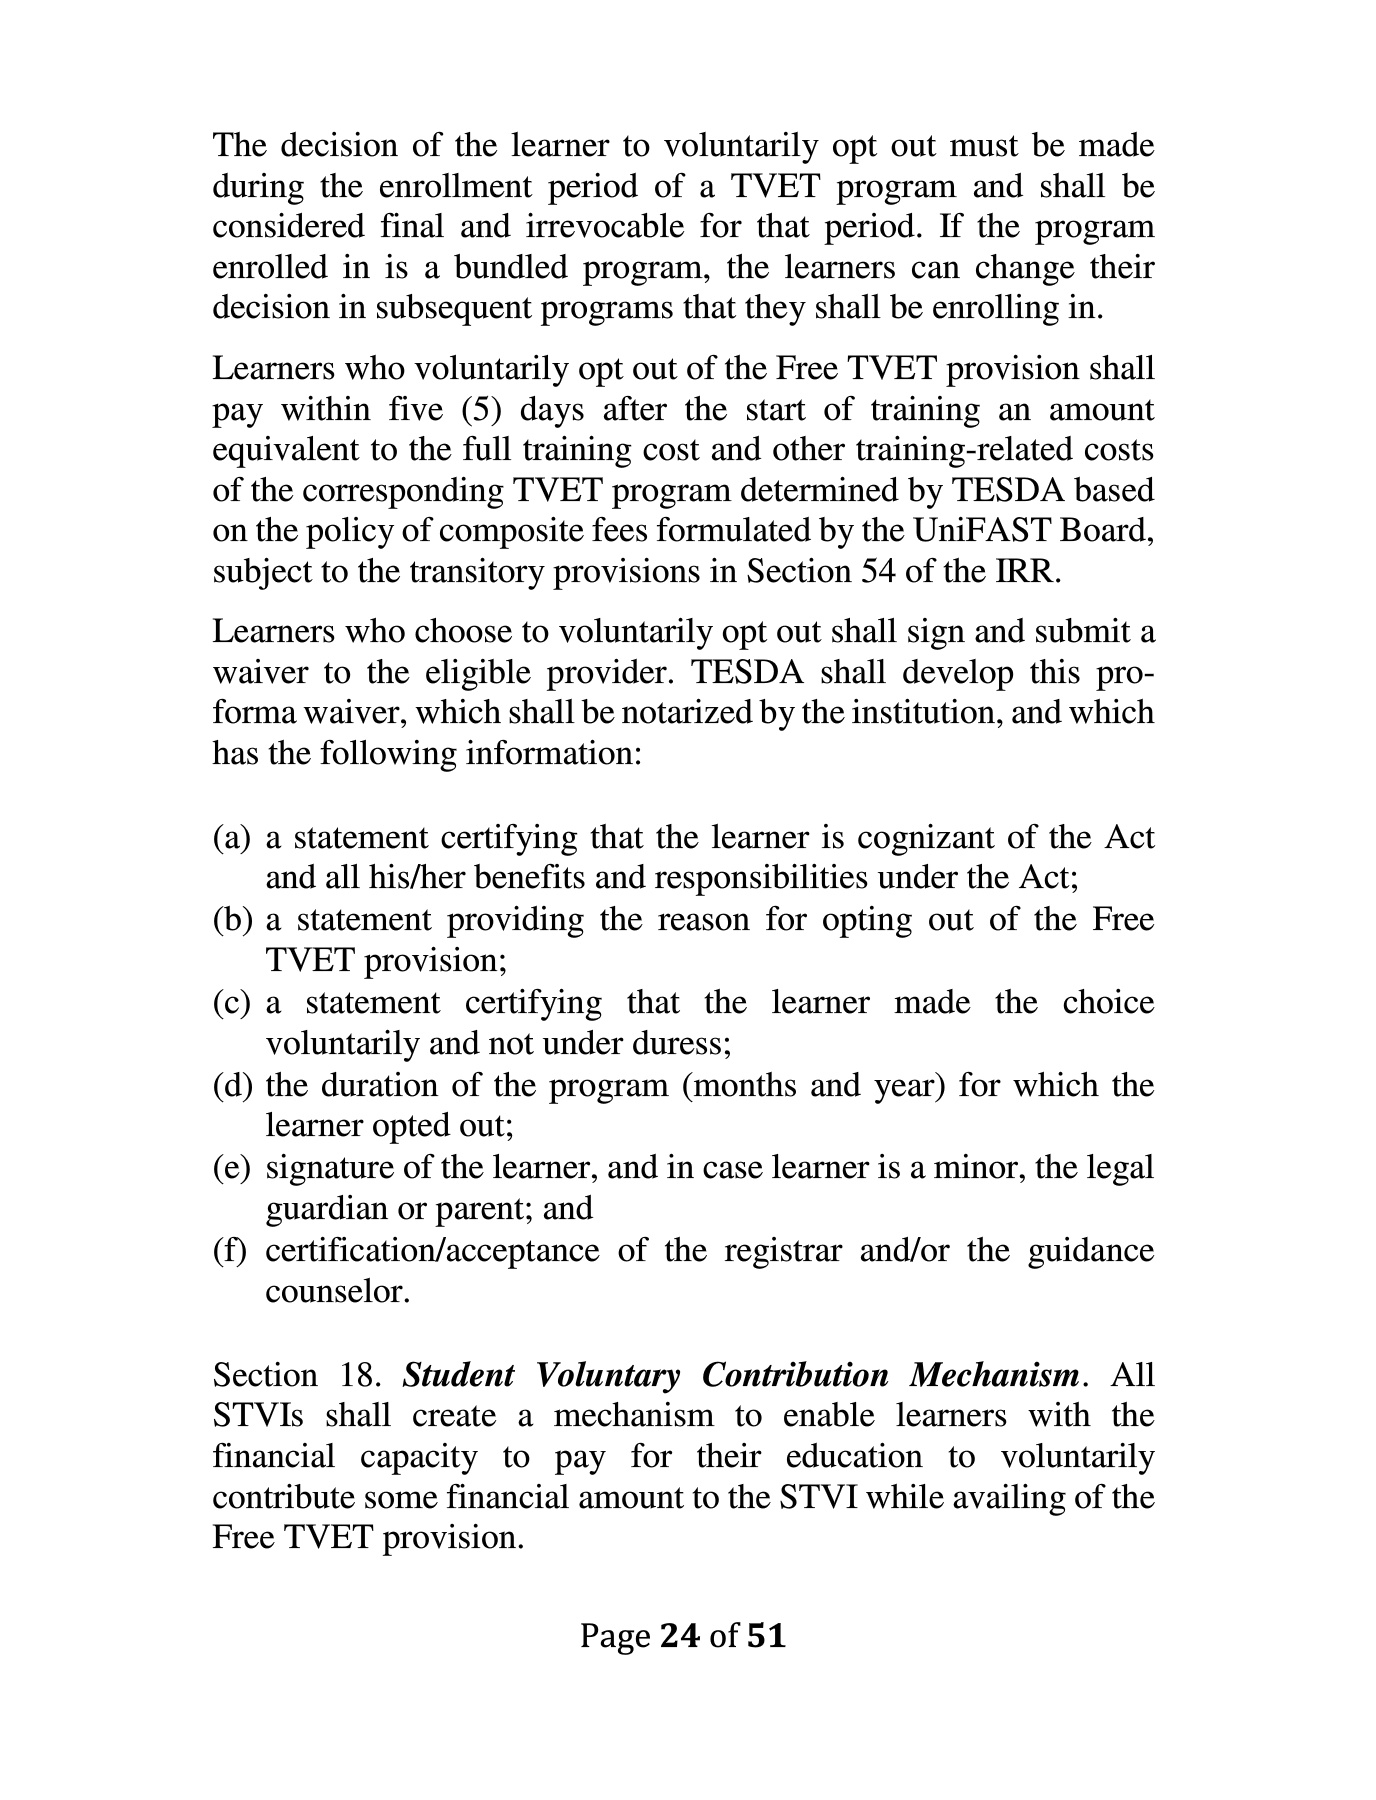 The decision of the learner to voluntarily opt out must be made
during the enrollment period of a TVET program and shall be
considered final and irrevocable for that period. If the program
enrolled in is a bundled program, the learners can change their
decision in subsequent programs that they shall be enrolling in.
Learners who voluntarily opt out of the Free TVET provision shall
pay within five (5) days after the start of training an amount
equivalent to the full training cost and other training-related costs
of the corresponding TVET program determined by TESDA based
on the policy of composite fees formulated by the UniFAST Board,
subject to the transitory provisions in Section 54 of the IRR.
Learners who choose to voluntarily opt out shall sign and submit a
waiver to the eligible provider. TESDA shall develop this pro-
forma waiver, which shall be notarized by the institution, and which
has the following information:
(a) a statement certifying that the learner is cognizant of the Act
and all his/her benefits and responsibilities under the Act;
(b) a statement providing the reason for opting out of the Free
TVET provision;
(c) a statement certifying that the learner made the choice
voluntarily and not under duress;
(d) the duration of the program (months and year) for which the
learner opted out;
(e) signature of the learner, and in case learner is a minor, the legal
guardian or parent; and
(f) certification/acceptance of the registrar and/or the guidance
counselor.
Section 18. Student Voluntary Contribution Mechanism. All
STVIs shall create a mechanism to enable learners with the
financial capacity to pay for their education to voluntarily
contribute some financial amount to the STVI while availing of the
Free TVET provision.
Page 24 of 51